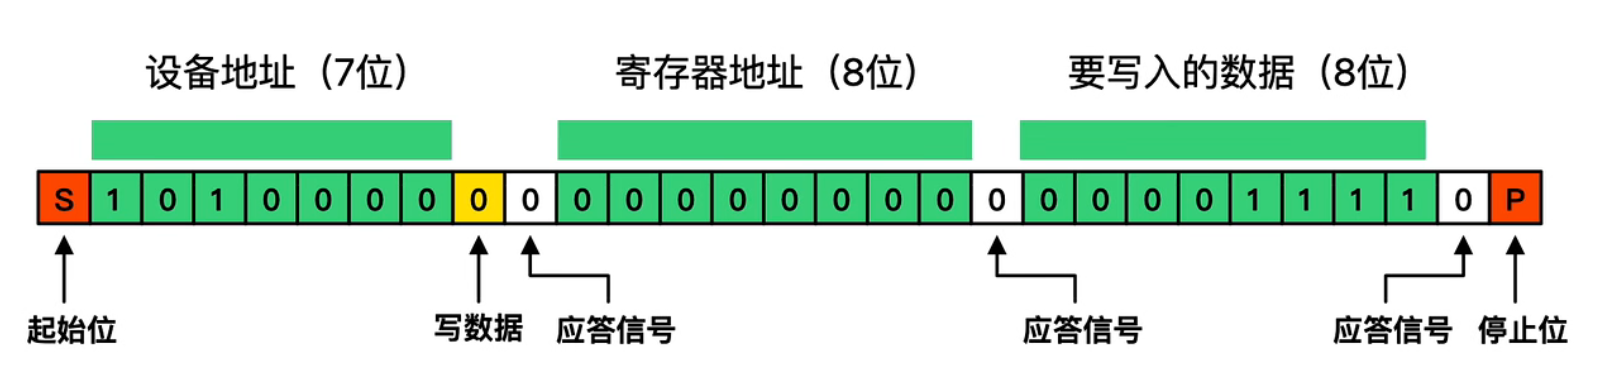 设备地址（7位） 寄存器地址（8位） 要写入的数据（8位）
S 1 0 1 0 0 0 0 0 0 0 0 0 0 0 0 0 0 0 0 0 0 0 1 1 1 1 0 P
起始位 写数据 应答信号 应答信号 应答信号 停止位